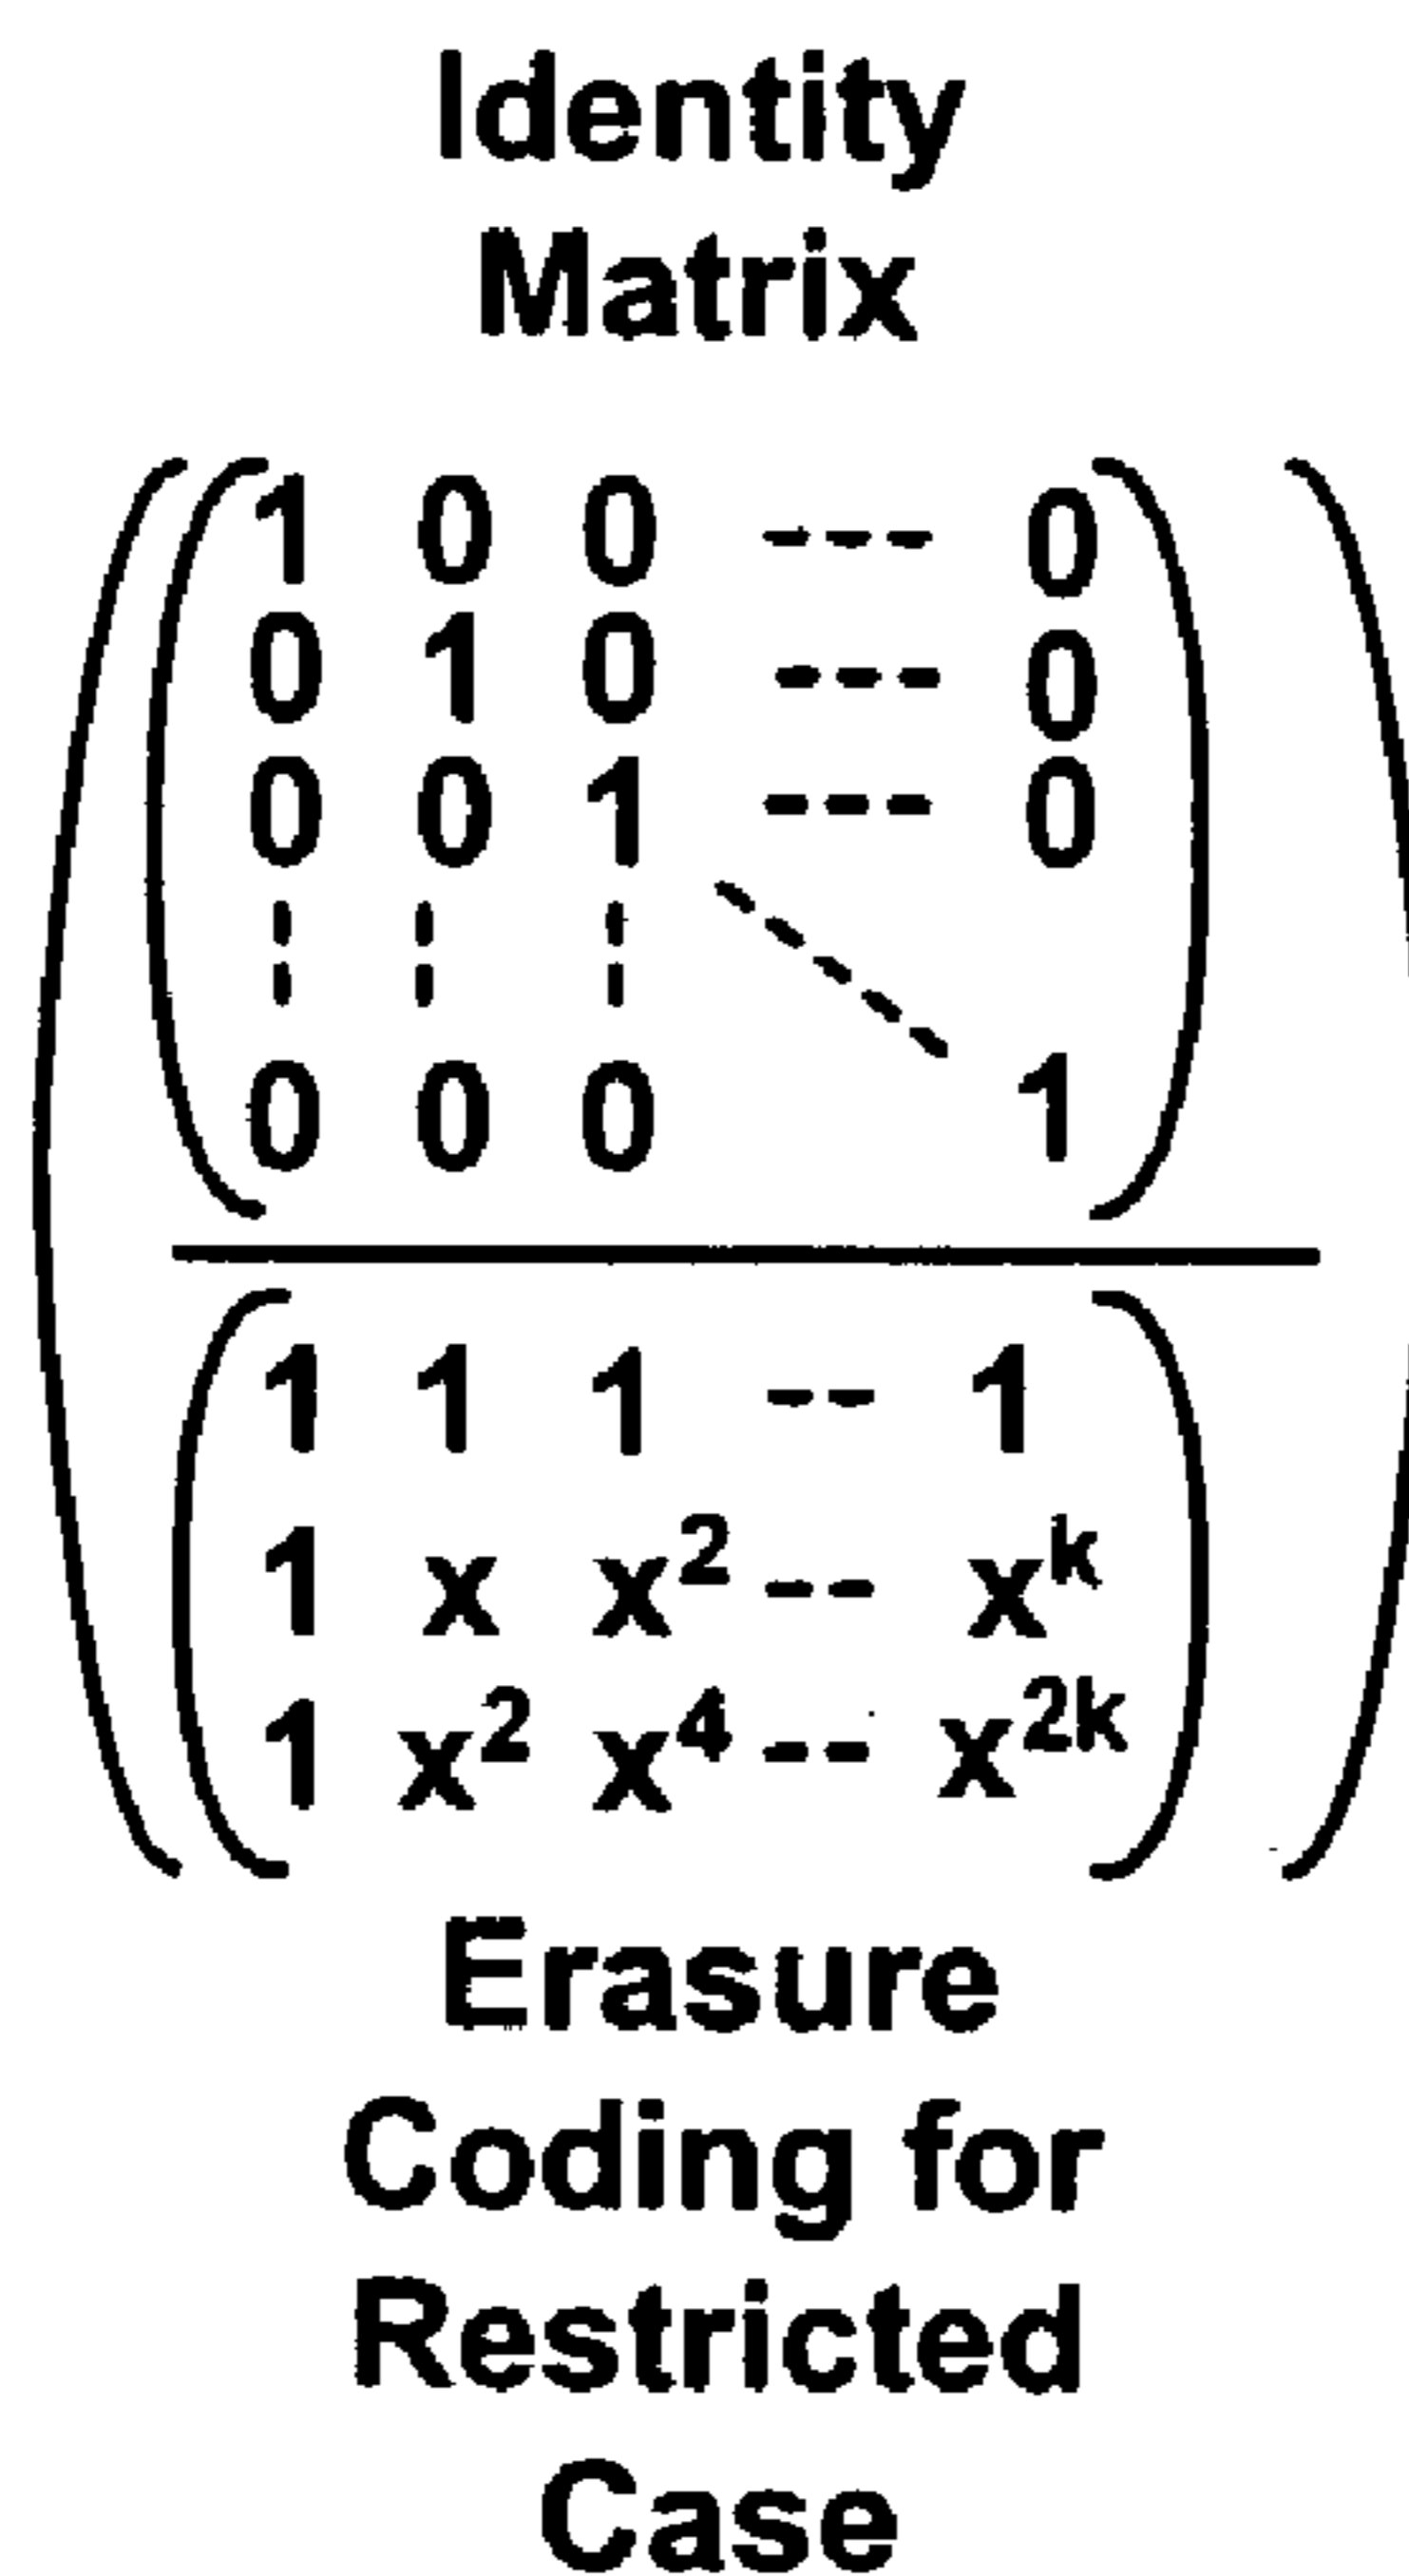 Identity
Matrix
1 0 0 --- 0
0 1 0 --- 0
0 0 1 --- 0
0 0 0 1
1 1 1 -- 1
1 x x² -- xᵏ
1 x² x⁴ -- x²ᵏ
Erasure
Coding for
Restricted
Case